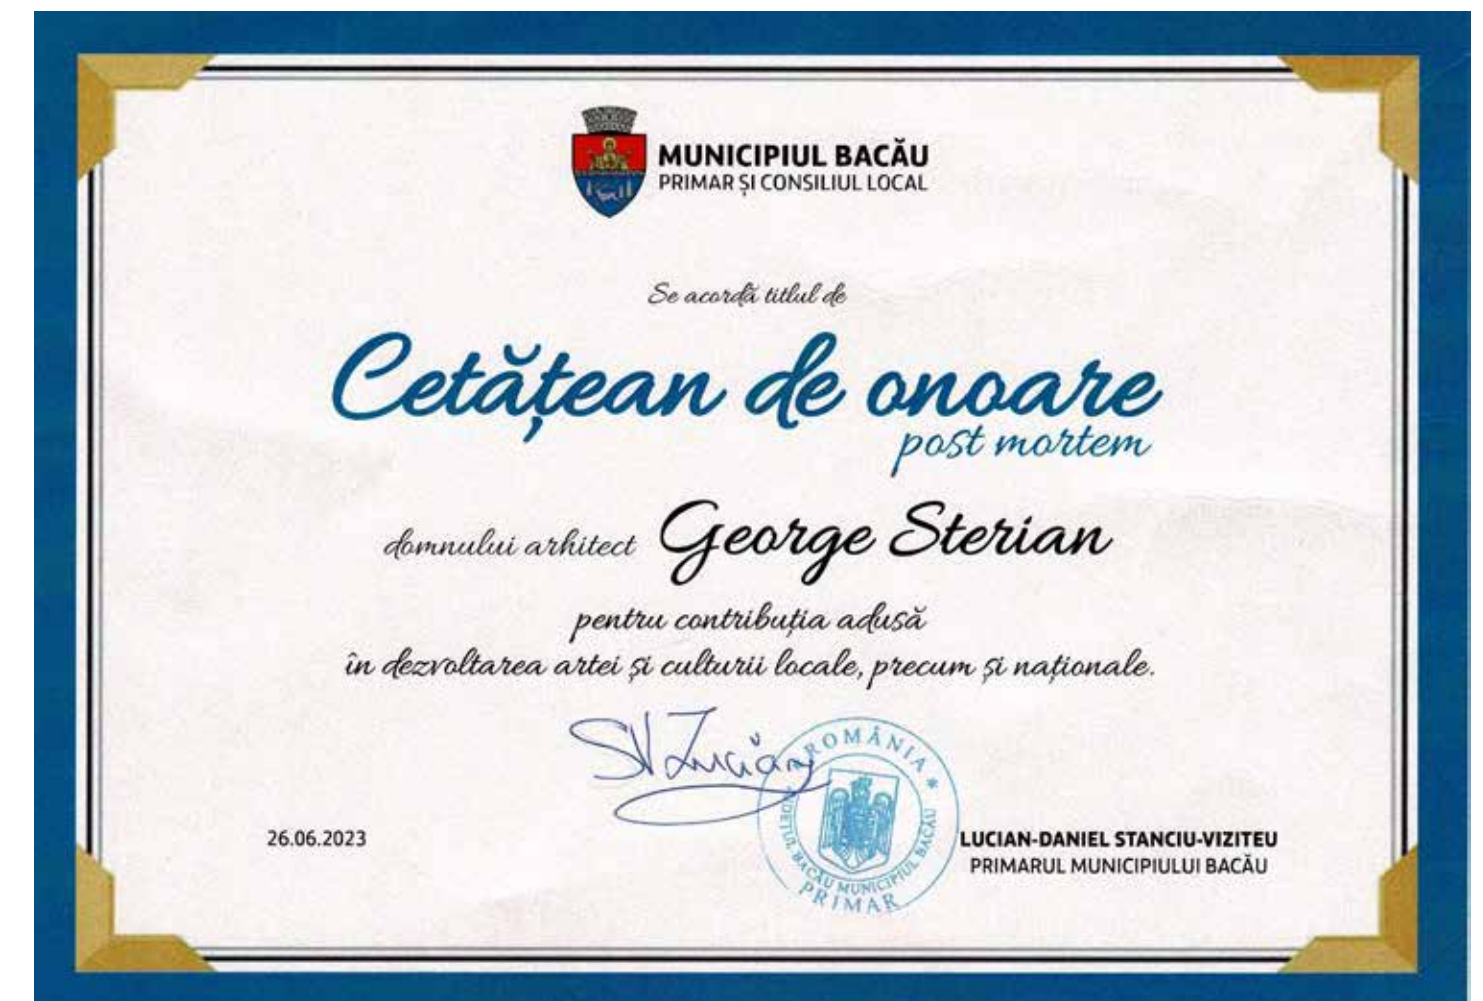 MUNICIPIUL BACĂU
PRIMAR ȘI CONSILIUL LOCAL
Se acordă titlul de
Cetățean de onoare
post mortem
domnului arhitect George Sterian
pentru contribuția adusă
în dezvoltarea artei și culturii locale, precum și naționale.
SV Lucian
ROMÂNIA *
JUDEȚUL BACĂU MUNICIPIUL BACĂU
PRIMAR
26.06.2023
LUCIAN-DANIEL STANCIU-VIZITEU
PRIMARUL MUNICIPIULUI BACĂU